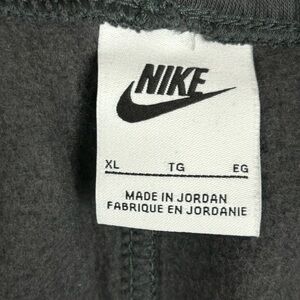 NIKE
XL TG EG
MADE IN JORDAN
FABRIQUE EN JORDANIE